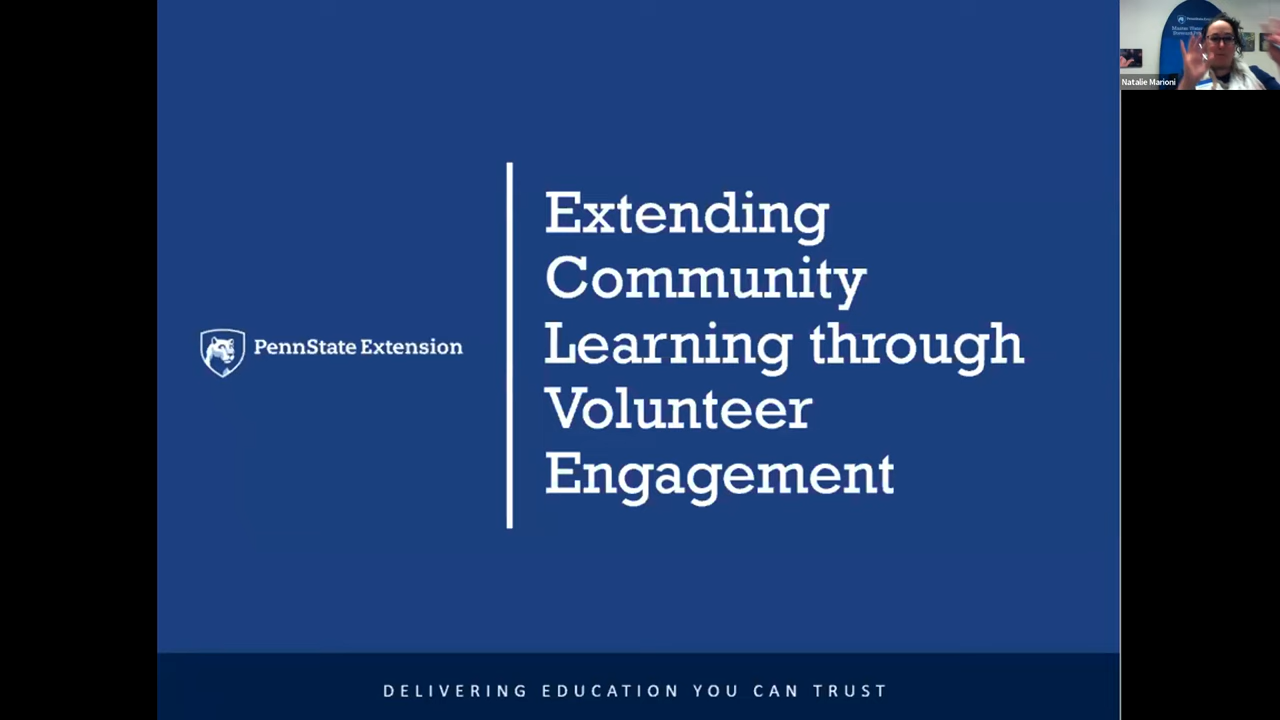 Extending
Community
Learning through
Volunteer
Engagement
PennState Extension
DELIVERING EDUCATION YOU CAN TRUST
Natalie Marioni